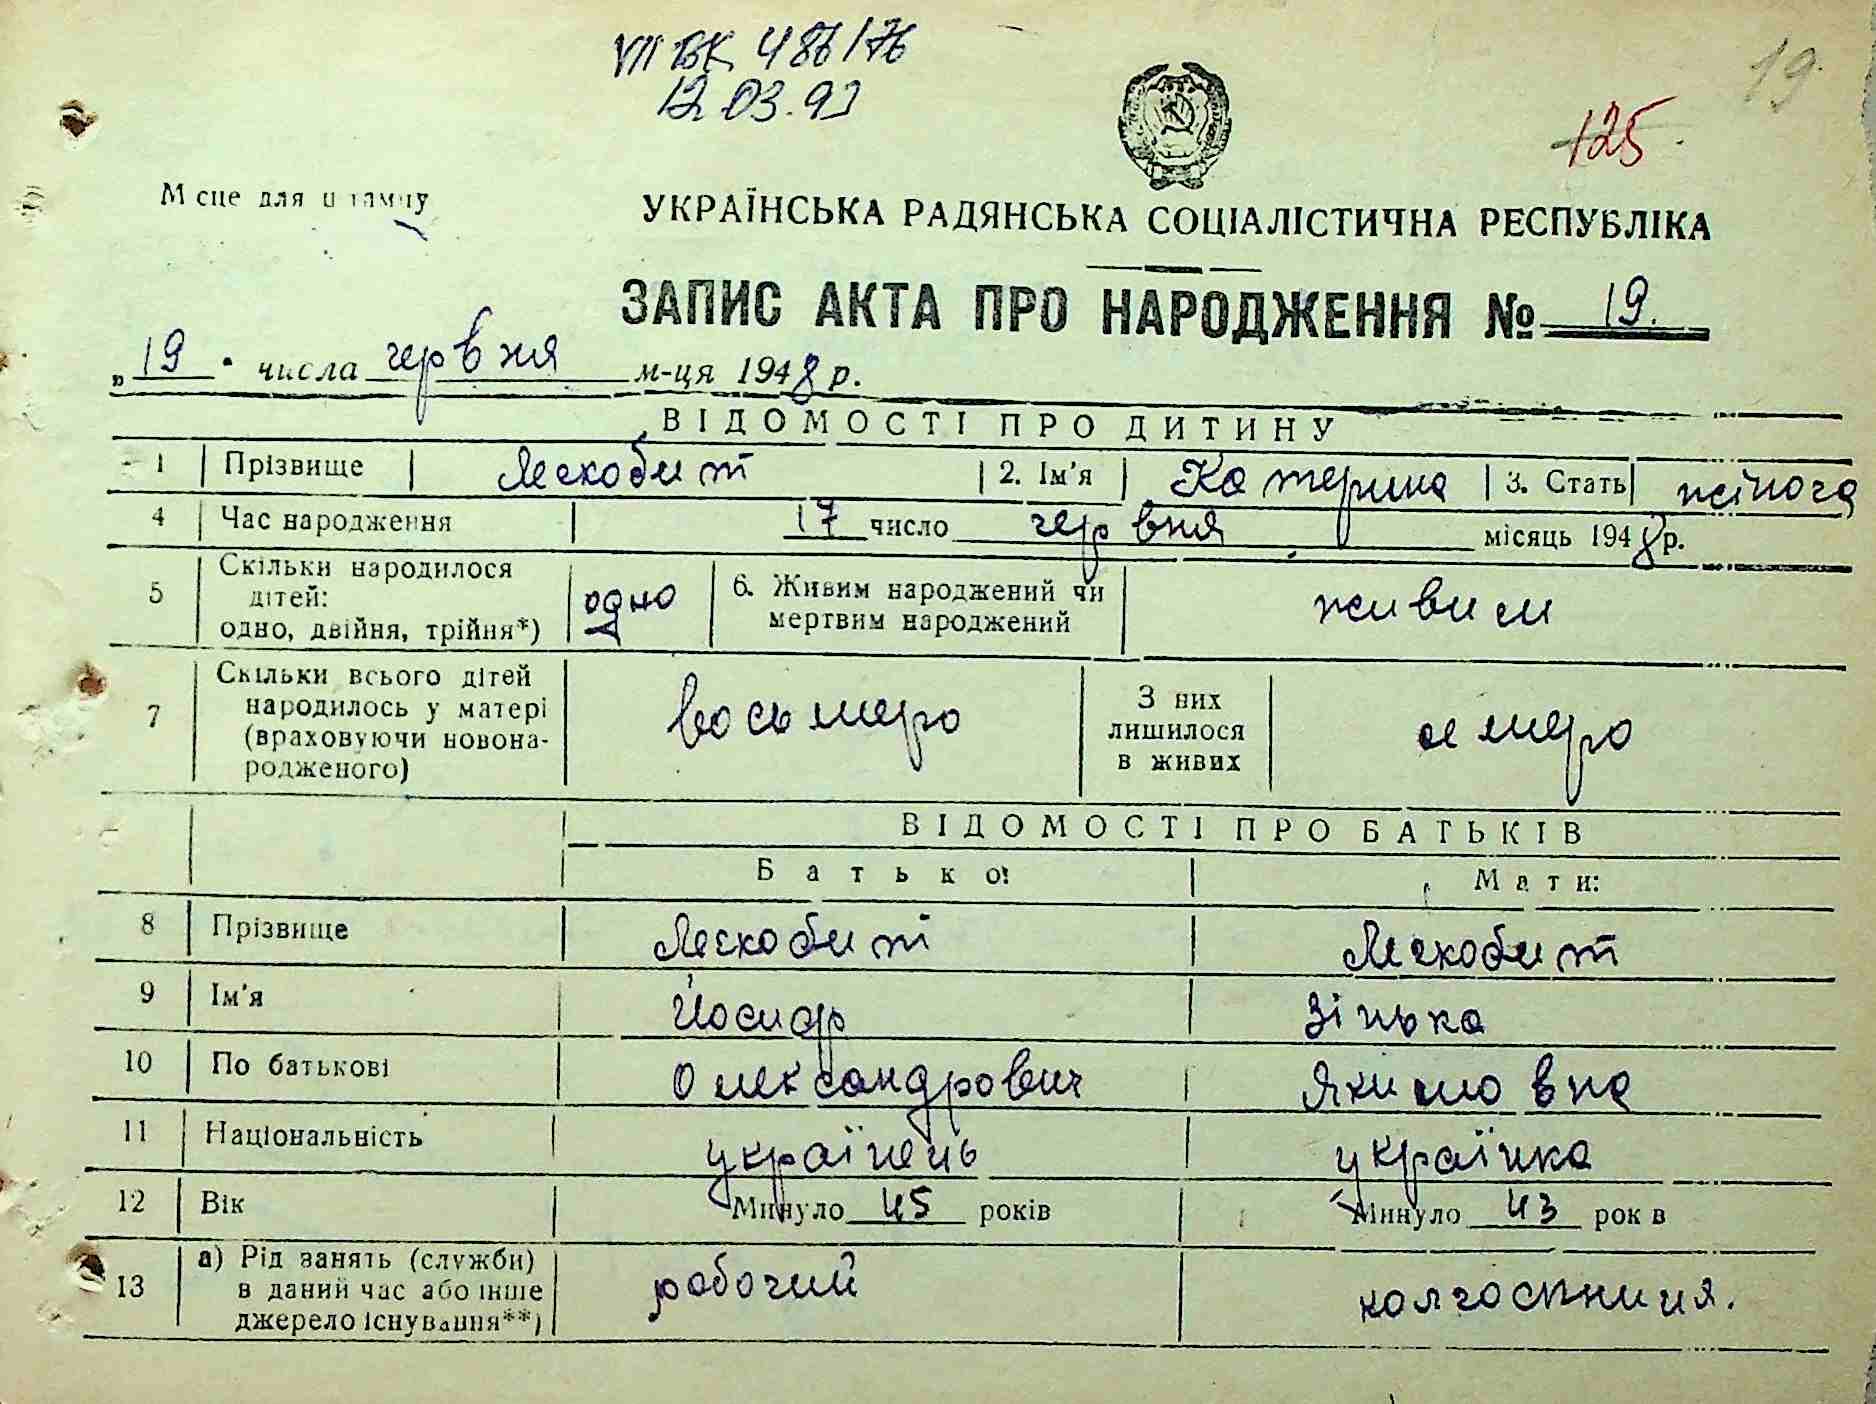 VII БК 486176
12.03.93
19
125
Місце для штампу
УКРАЇНСЬКА РАДЯНСЬКА СОЦІАЛІСТИЧНА РЕСПУБЛІКА
ЗАПИС АКТА ПРО НАРОДЖЕННЯ № 19.
„19" числа червня м-ця 1948 р.
ВІДОМОСТІ ПРО ДИТИНУ
1 Прізвище Лескобит 2. Ім'я Катерина 3. Стать жіноча
4 Час народження 17 число червня місяць 1948 р.
5 Скільки народилося дітей: одно, двійня, трійня*) одно 6. Живим народжений чи мертвим народжений живим
7 Скільки всього дітей народилось у матері (враховуючи новонародженого) восьмеро З них лишилося в живих семеро
ВІДОМОСТІ ПРО БАТЬКІВ
Батько: Мати:
8 Прізвище Лескобит Лескобит
9 Ім'я Йосиф Зінька
10 По батькові Олександрович Якимовна
11 Національність українець українка
12 Вік Минуло 45 років Минуло 43 років
13 а) Рід занять (служби) в даний час або інше джерело існування**) робочий колгоспниця.